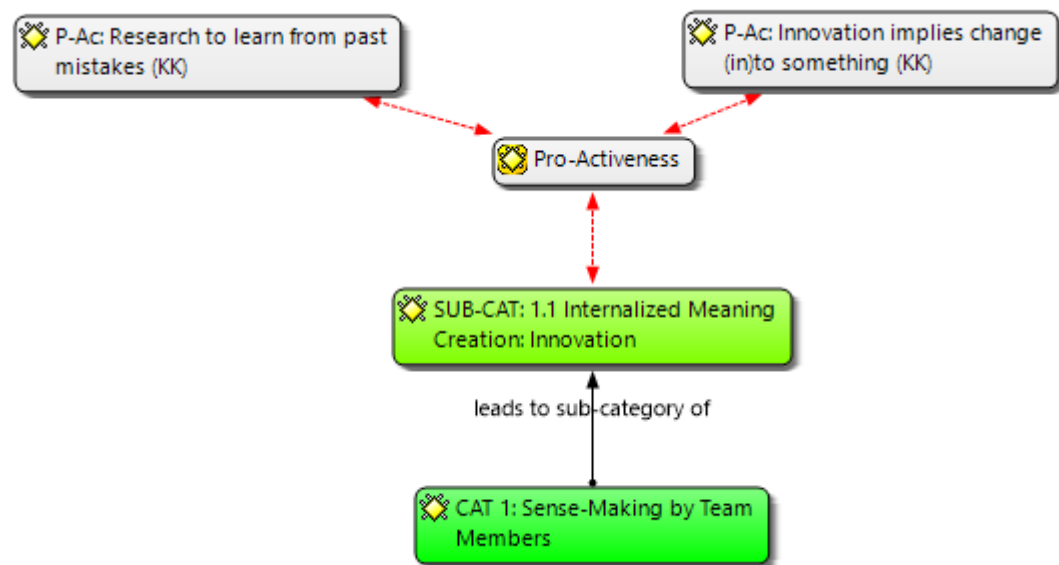 P-Ac: Research to learn from past
mistakes (KK)
P-Ac: Innovation implies change
(in)to something (KK)
Pro-Activeness
SUB-CAT: 1.1 Internalized Meaning
Creation: Innovation
leads to sub-category of
CAT 1: Sense-Making by Team
Members